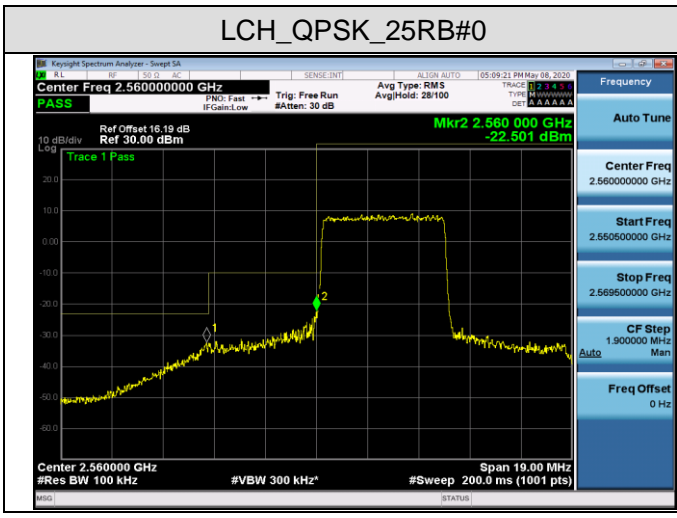 LCH_QPSK_25RB#0
Keysight Spectrum Analyzer - Swept SA
RL RF 50 Ω AC SENSE:INT ALIGN AUTO 05:09:21 PM May 08, 2020
Center Freq 2.560000000 GHz
PNO: Fast
IFGain:Low
Trig: Free Run
#Atten: 30 dB
Avg Type: RMS
Avg|Hold: 28/100
TRACE 1 2 3 4 5 6
TYPE M WWWWW
DET A A A A A A
PASS
Ref Offset 16.19 dB
Ref 30.00 dBm
10 dB/div
Log
Mkr2 2.560 000 GHz
-22.501 dBm
Trace 1 Pass
20.0
10.0
0.00
-10.0
-20.0
-30.0
-40.0
-50.0
-60.0
1
2
Center 2.560000 GHz
Span 19.00 MHz
#Res BW 100 kHz
#VBW 300 kHz*
#Sweep 200.0 ms (1001 pts)
MSG
STATUS
Frequency
Auto Tune
Center Freq
2.560000000 GHz
Start Freq
2.550500000 GHz
Stop Freq
2.569500000 GHz
CF Step
1.900000 MHz
Auto Man
Freq Offset
0 Hz